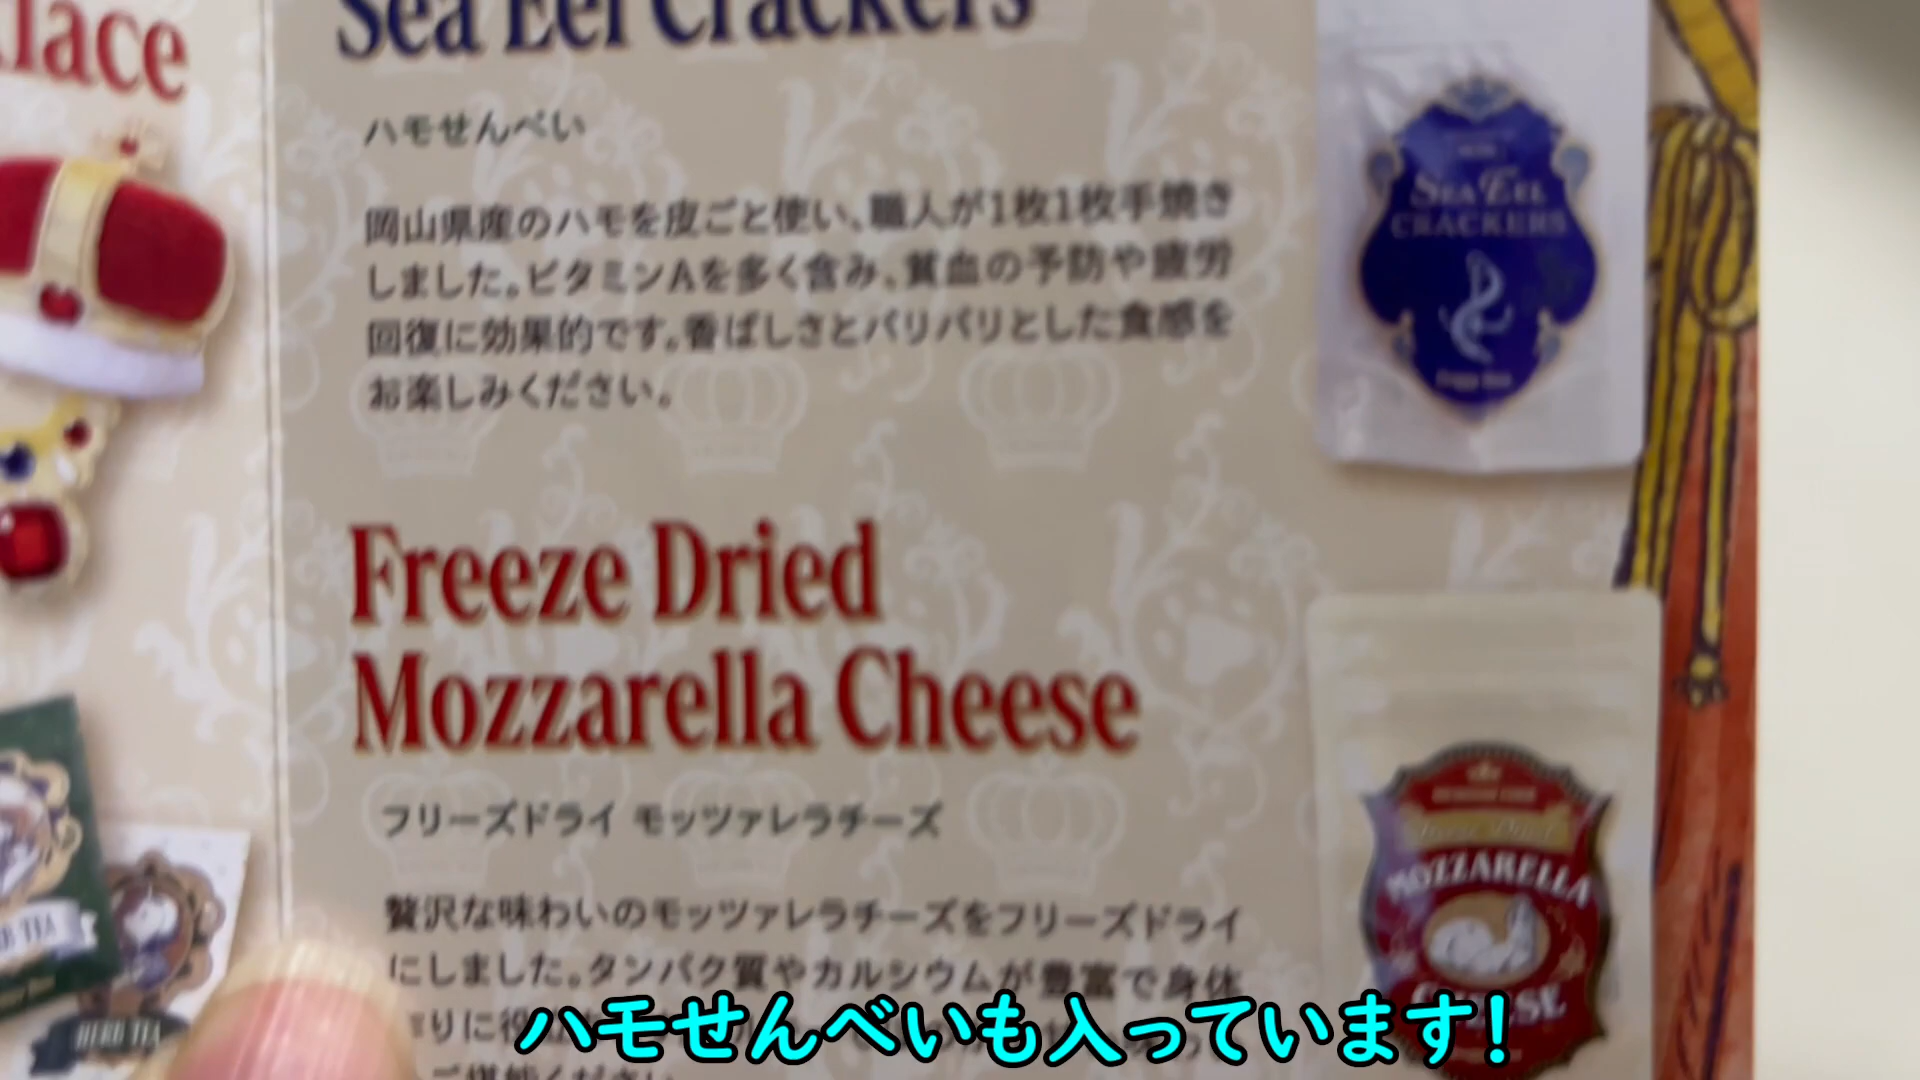 lace
Sea Eel Crackers
ハモせんべい
岡山県産のハモを皮ごと使い、職人が1枚1枚手焼き
しました。ビタミンAを多く含み、貧血の予防や疲労
回復に効果的です。香ばしさとパリパリとした食感を
お楽しみください。
SEA EEL
CRACKERS
Freeze Dried
Mozzarella Cheese
フリーズドライ モッツァレラチーズ
贅沢な味わいのモッツァレラチーズをフリーズドライ
にしました。タンパク質やカルシウムが豊富で身体
りに役
MOZZARELLA
CHEESE
TEA
HERB TEA
ハモせんべいも入っています!